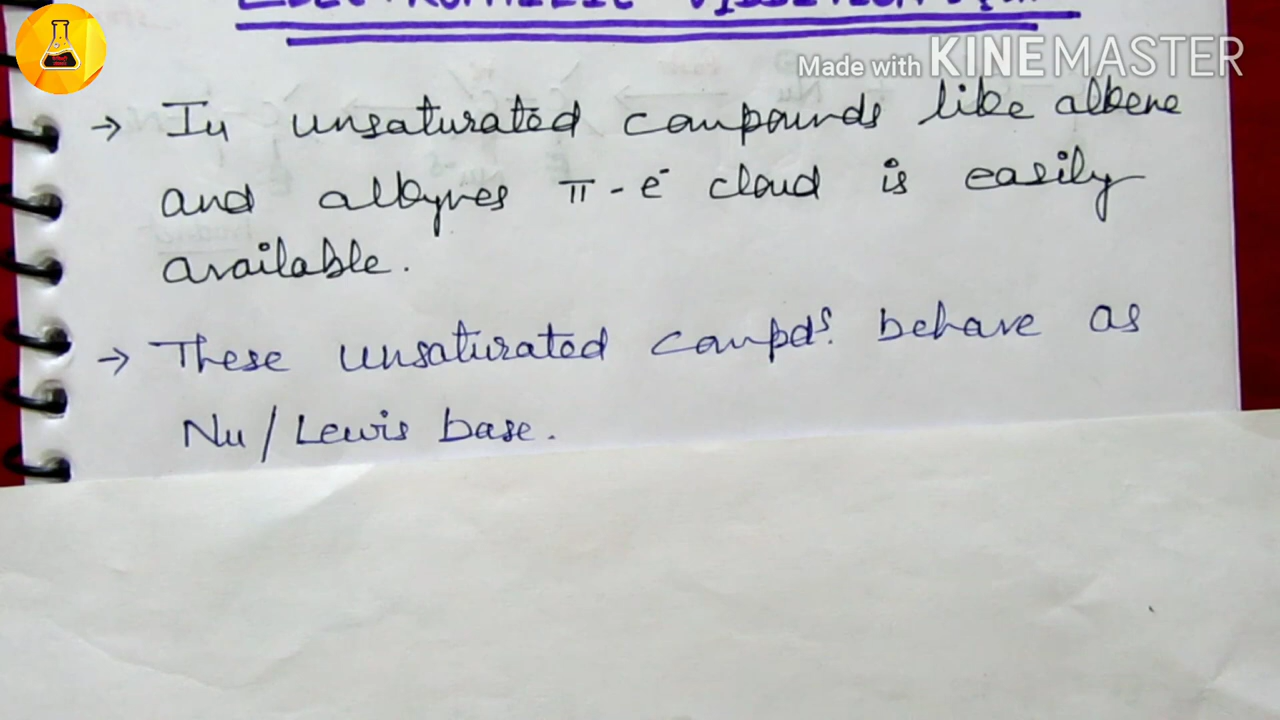 Made with KINEMASTER
→ In unsaturated compounds like alkene
and alkynes π-e⁻ cloud is easily
available.
→ These unsaturated compds. behave as
Nu/Lewis base.